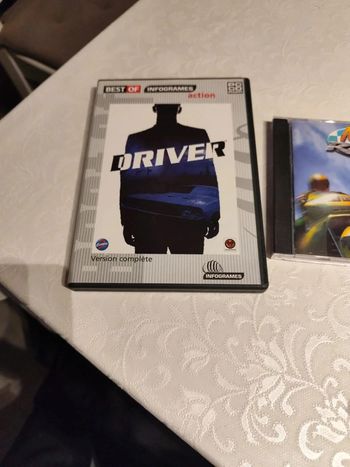 BEST OF INFOGRAMES
action
DRIVER
Version complète
INFOGRAMES